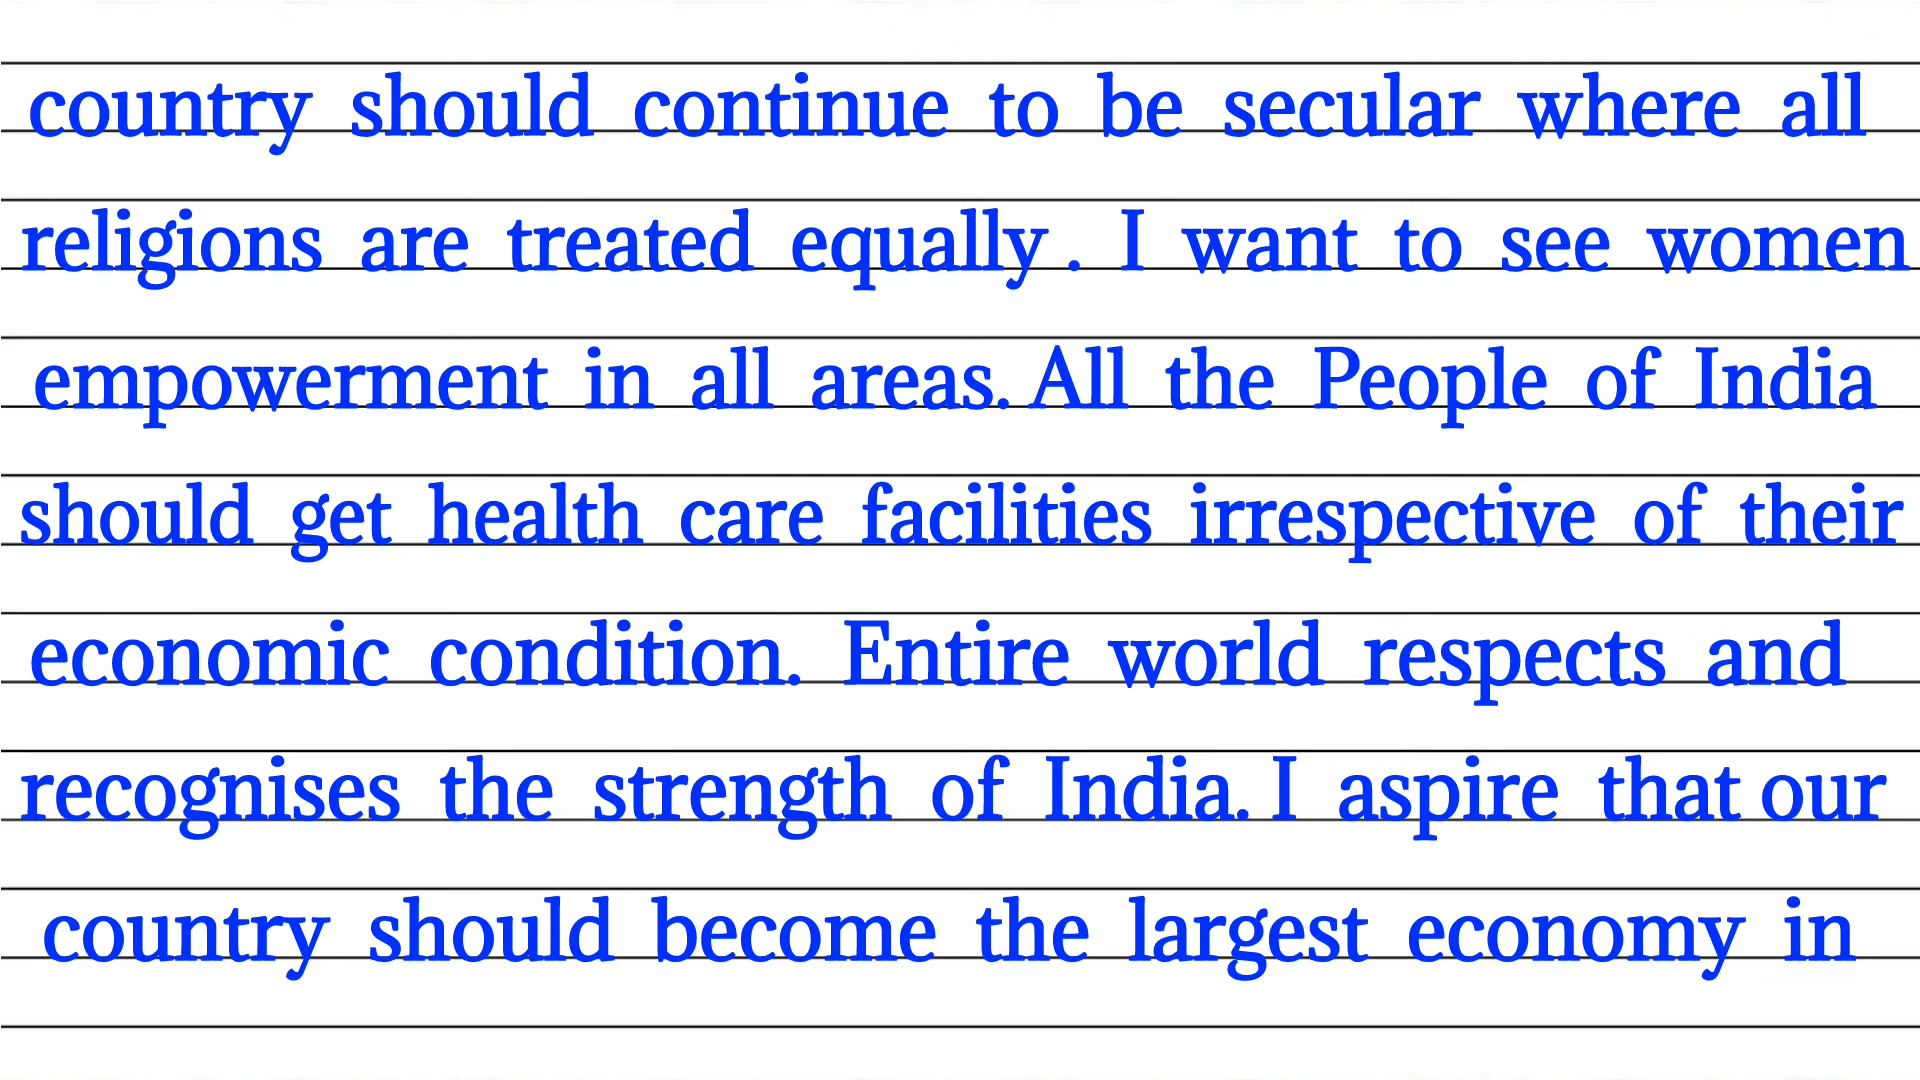 country should continue to be secular where all
religions are treated equally . I want to see women
empowerment in all areas. All the People of India
should get health care facilities irrespective of their
economic condition. Entire world respects and
recognises the strength of India. I aspire that our
country should become the largest economy in